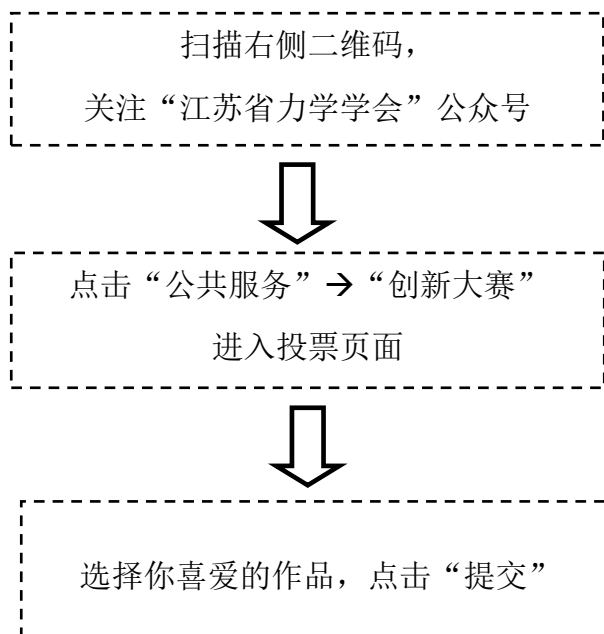 扫描右侧二维码，
关注“江苏省力学学会”公众号
点击“公共服务”→“创新大赛”
进入投票页面
选择你喜爱的作品，点击“提交”